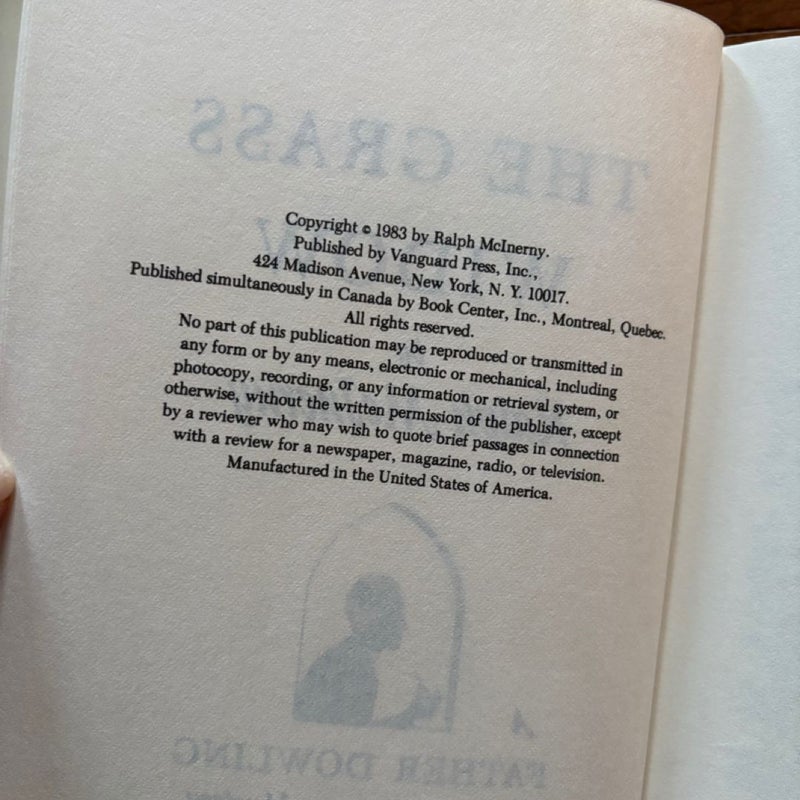 THE GRASS
Copyright © 1983 by Ralph McInerny.
Published by Vanguard Press, Inc.,
424 Madison Avenue, New York, N. Y. 10017.
Published simultaneously in Canada by Book Center, Inc., Montreal, Quebec.
All rights reserved.
No part of this publication may be reproduced or transmitted in
any form or by any means, electronic or mechanical, including
photocopy, recording, or any information or retrieval system, or
otherwise, without the written permission of the publisher, except
by a reviewer who may wish to quote brief passages in connection
with a review for a newspaper, magazine, radio, or television.
Manufactured in the United States of America.
A
FATHER DOWLING